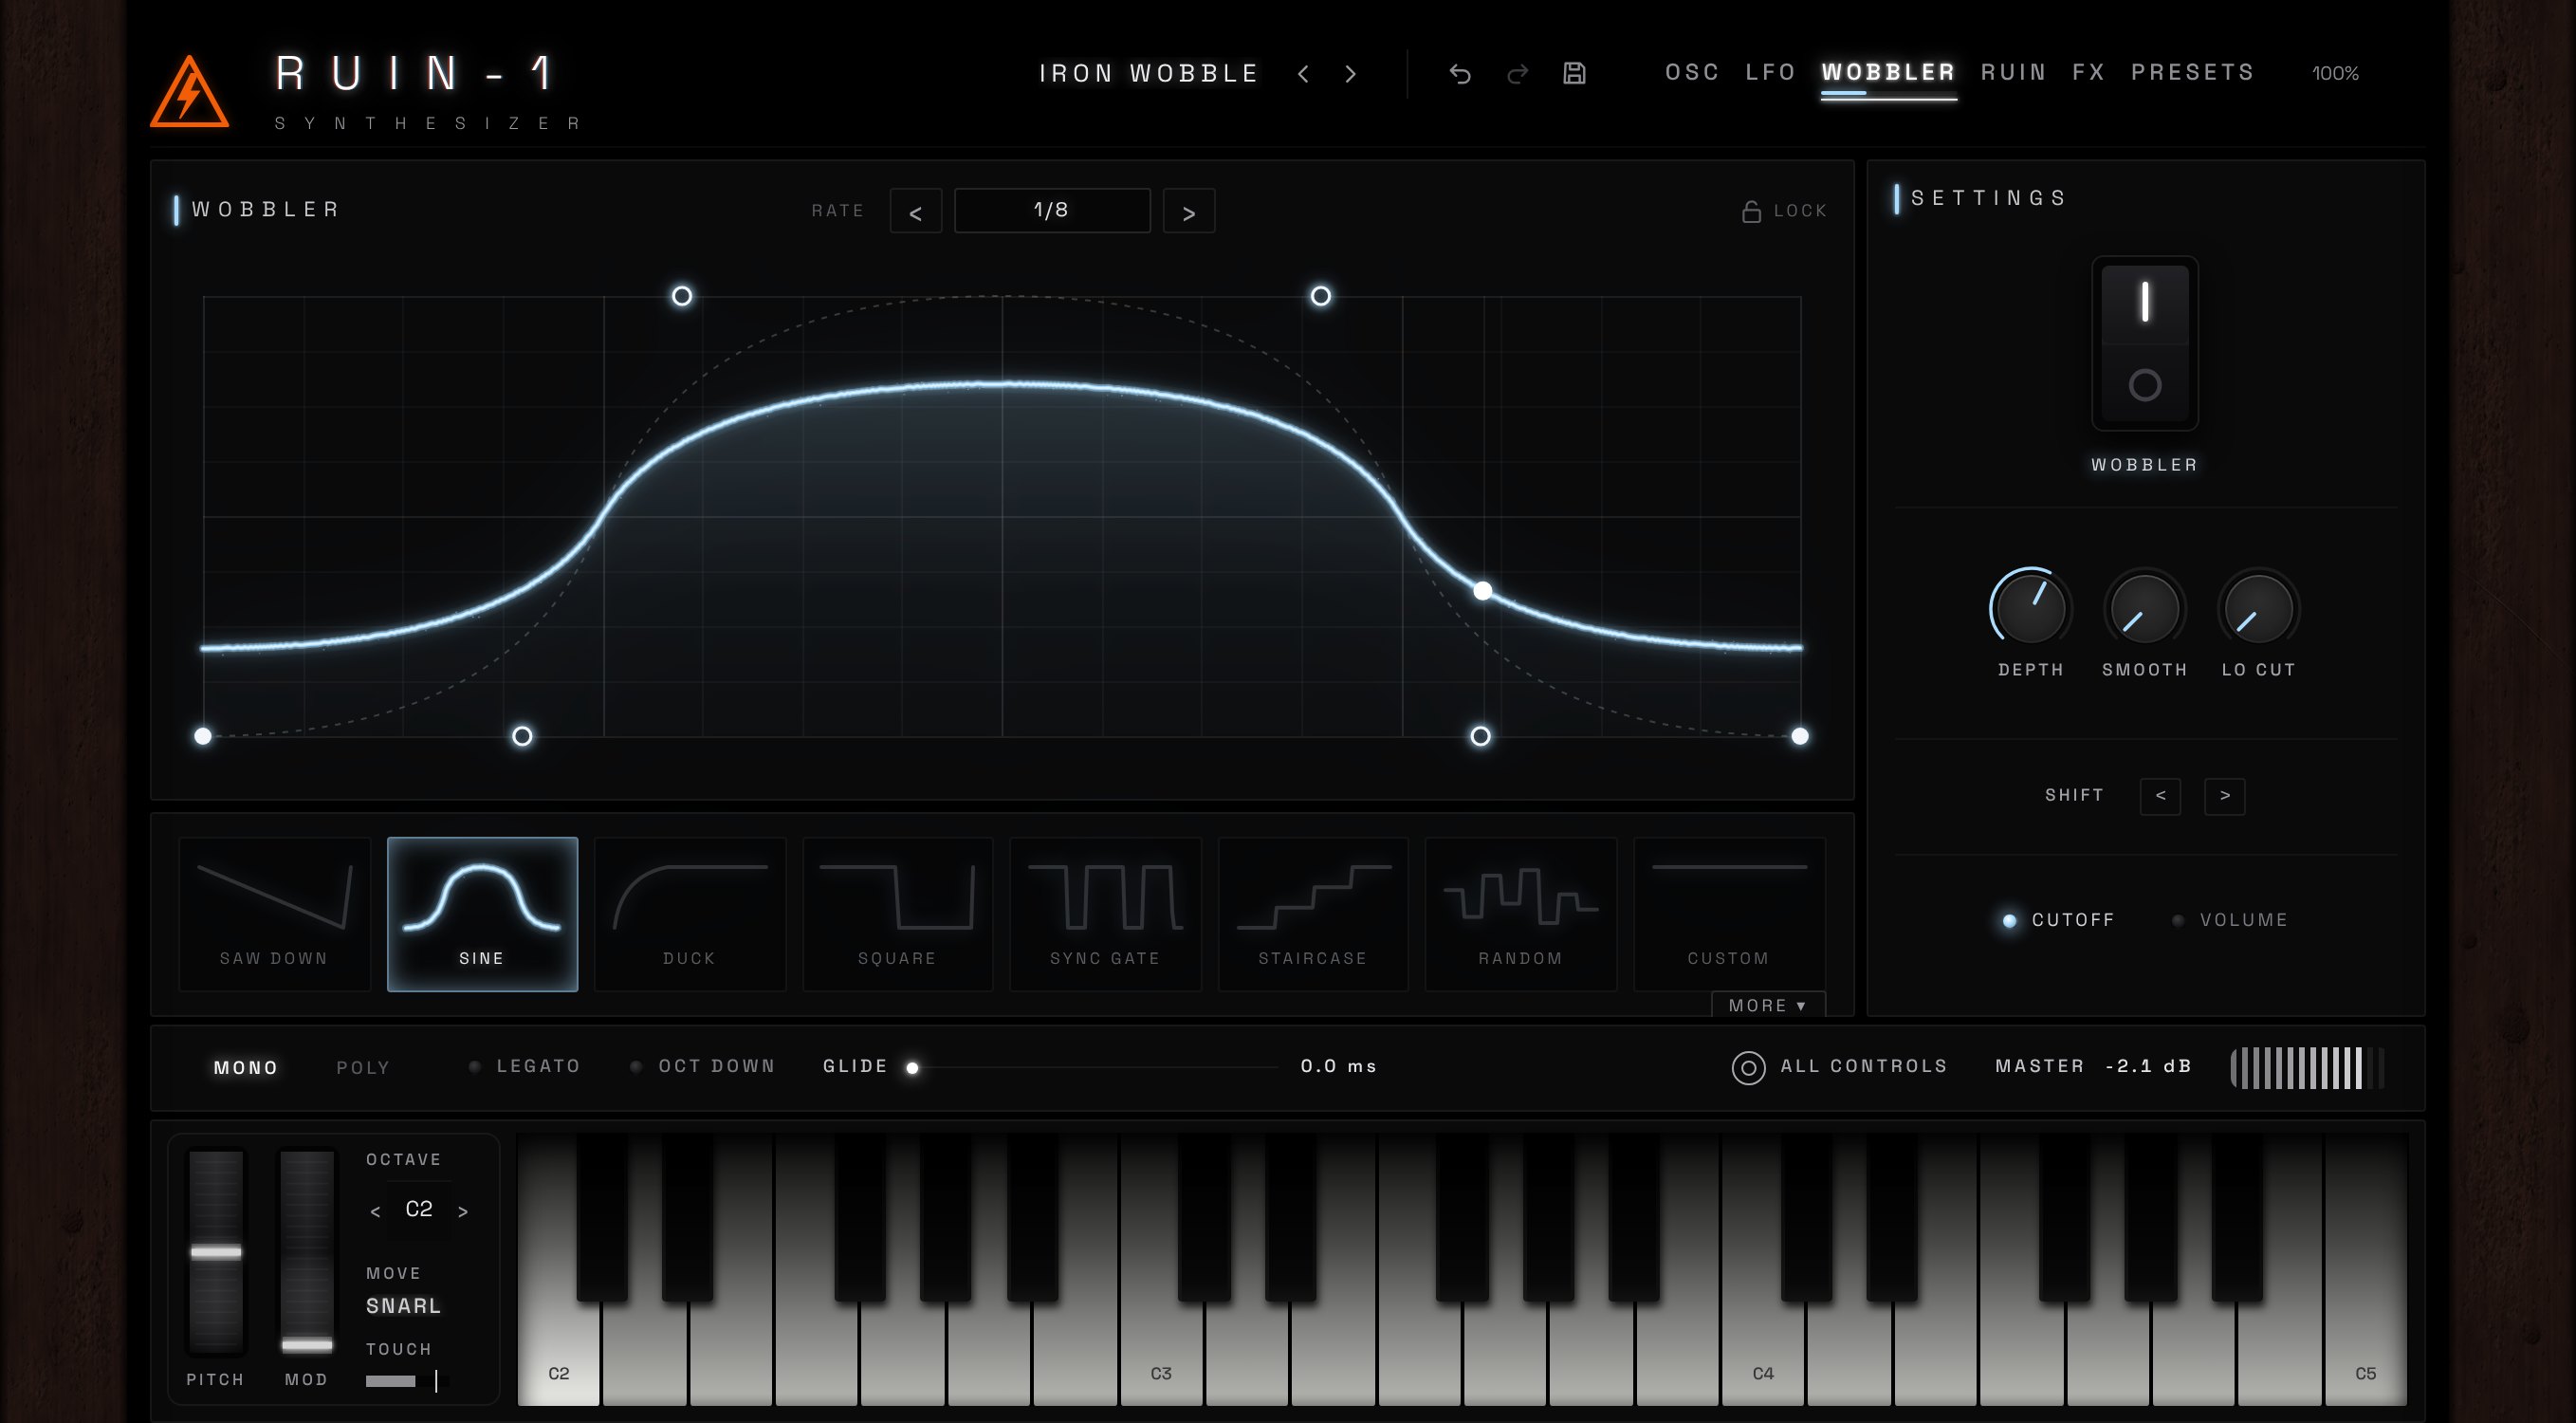 RUIN-1
SYNTHESIZER
IRON WOBBLE
OSC LFO WOBBLER RUIN FX PRESETS 100%
WOBBLER
RATE < 1/8 >
LOCK
SETTINGS
WOBBLER
DEPTH SMOOTH LO CUT
SHIFT < >
CUTOFF VOLUME
SAW DOWN SINE DUCK SQUARE SYNC GATE STAIRCASE RANDOM CUSTOM
MORE ▾
MONO POLY LEGATO OCT DOWN GLIDE 0.0 ms ALL CONTROLS MASTER -2.1 dB
OCTAVE
< C2 >
MOVE
SNARL
TOUCH
PITCH MOD
C2 C3 C4 C5